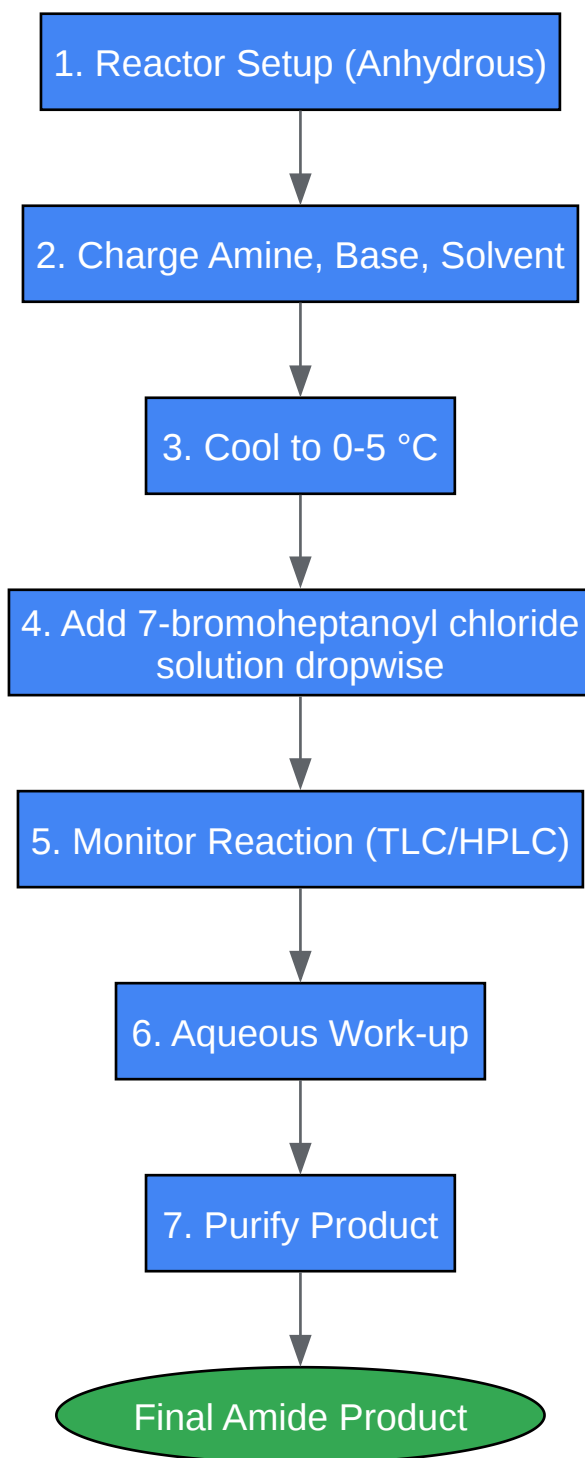 1. Reactor Setup (Anhydrous)
2. Charge Amine, Base, Solvent
3. Cool to 0-5 °C
4. Add 7-bromoheptanoyl chloride
solution dropwise
5. Monitor Reaction (TLC/HPLC)
6. Aqueous Work-up
7. Purify Product
Final Amide Product